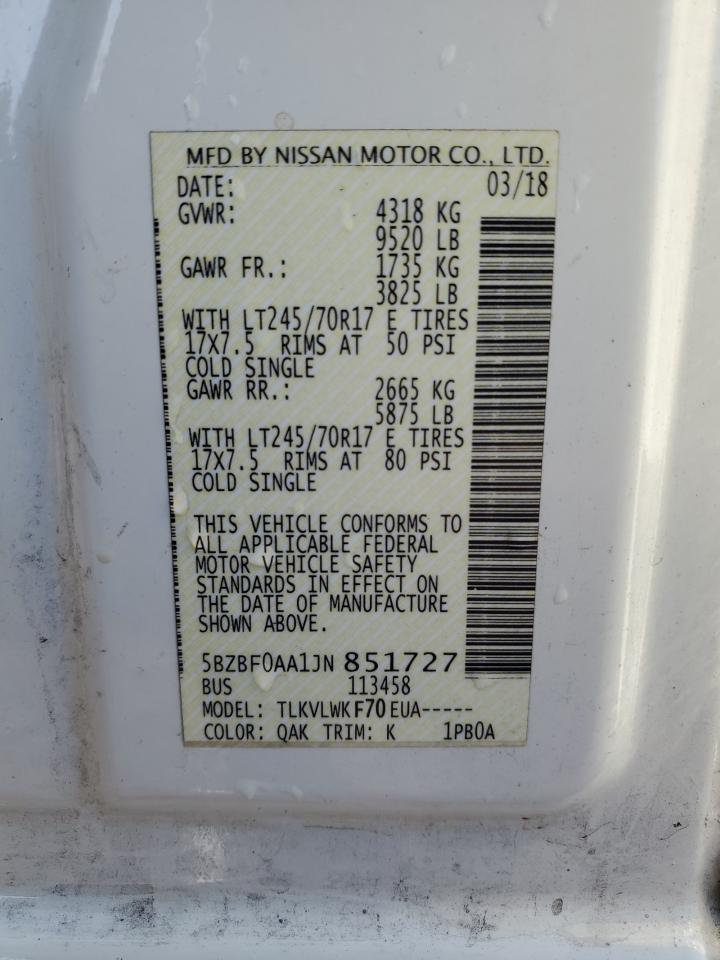 MFD BY NISSAN MOTOR CO., LTD.
DATE: 03/18
GVWR: 4318 KG
9520 LB
GAWR FR.: 1735 KG
3825 LB
WITH LT245/70R17 E TIRES
17X7.5 RIMS AT 50 PSI
COLD SINGLE
GAWR RR.: 2665 KG
5875 LB
WITH LT245/70R17 E TIRES
17X7.5 RIMS AT 80 PSI
COLD SINGLE
THIS VEHICLE CONFORMS TO
ALL APPLICABLE FEDERAL
MOTOR VEHICLE SAFETY
STANDARDS IN EFFECT ON
THE DATE OF MANUFACTURE
SHOWN ABOVE.
5BZBF0AA1JN851727
BUS 113458
MODEL: TLKVLWKF70EUA-----
COLOR: QAK TRIM: K 1PB0A